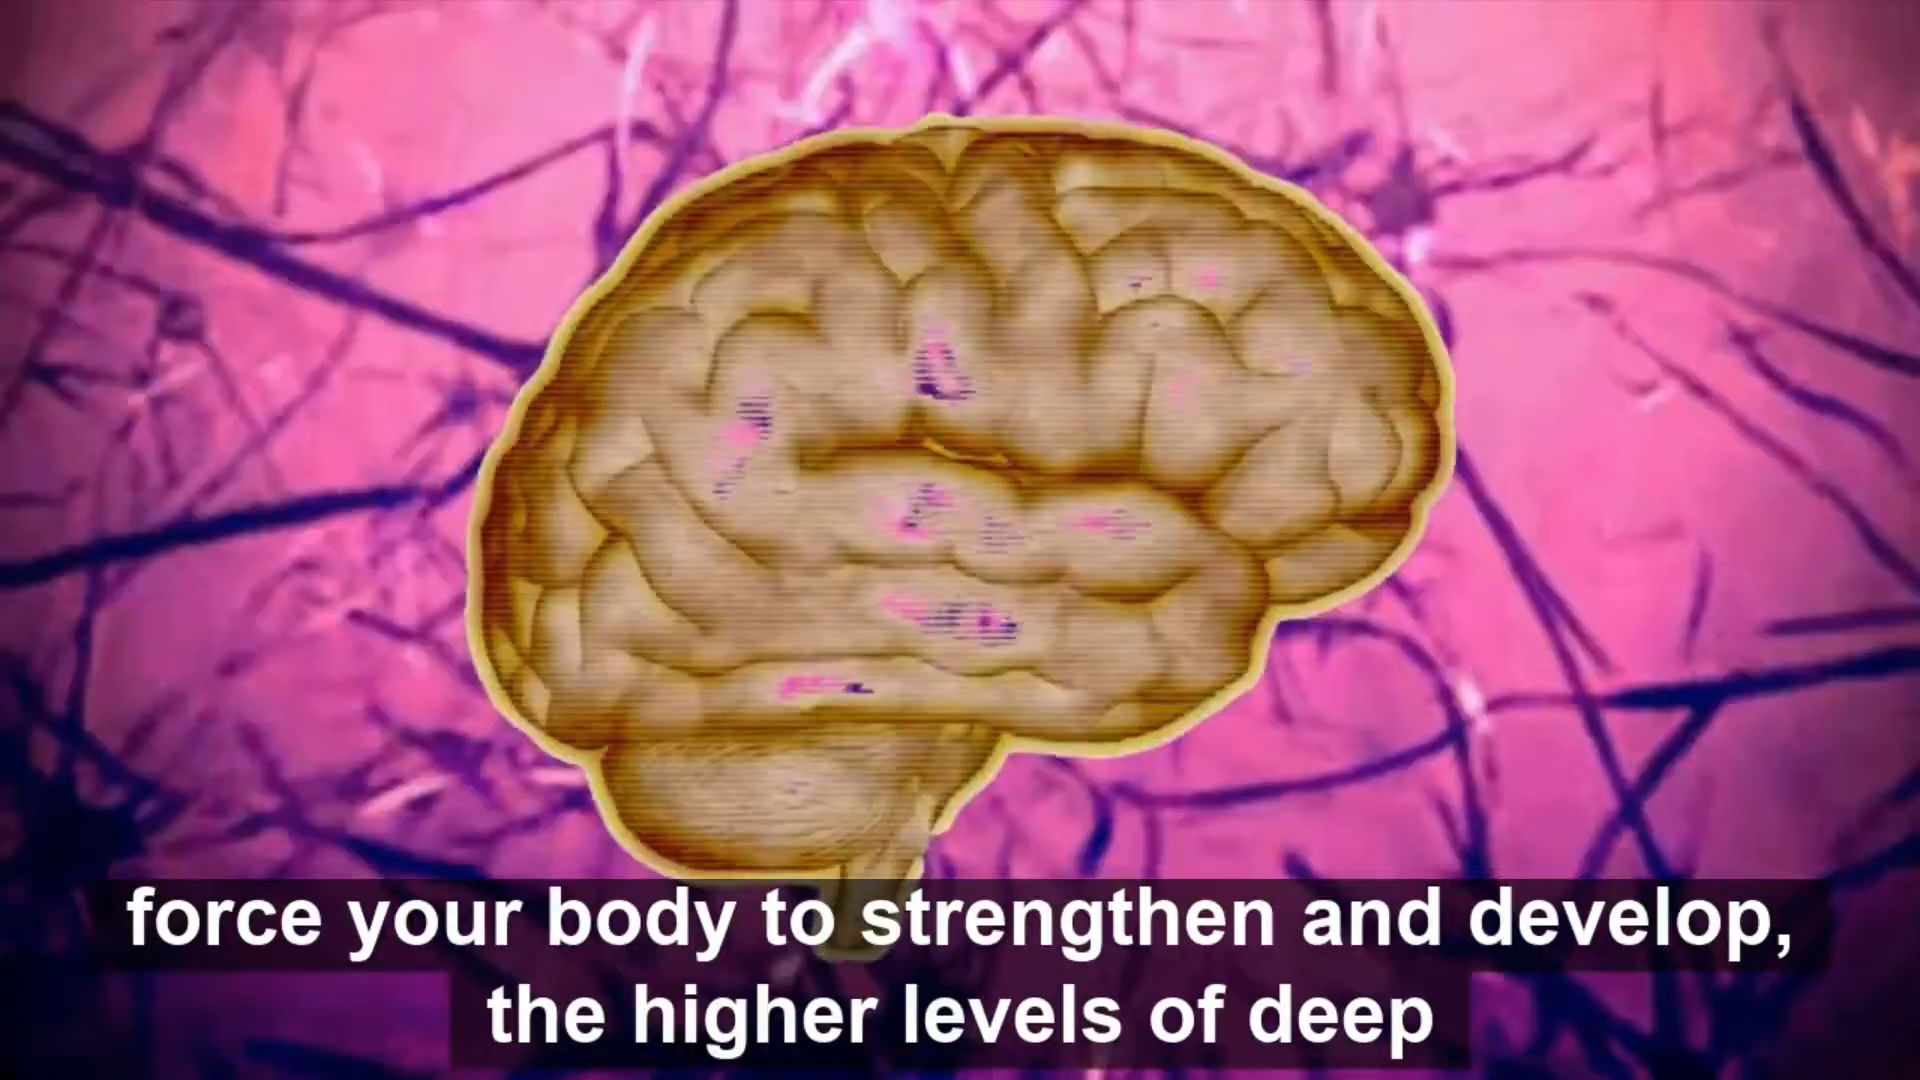 force your body to strengthen and develop,
the higher levels of deep